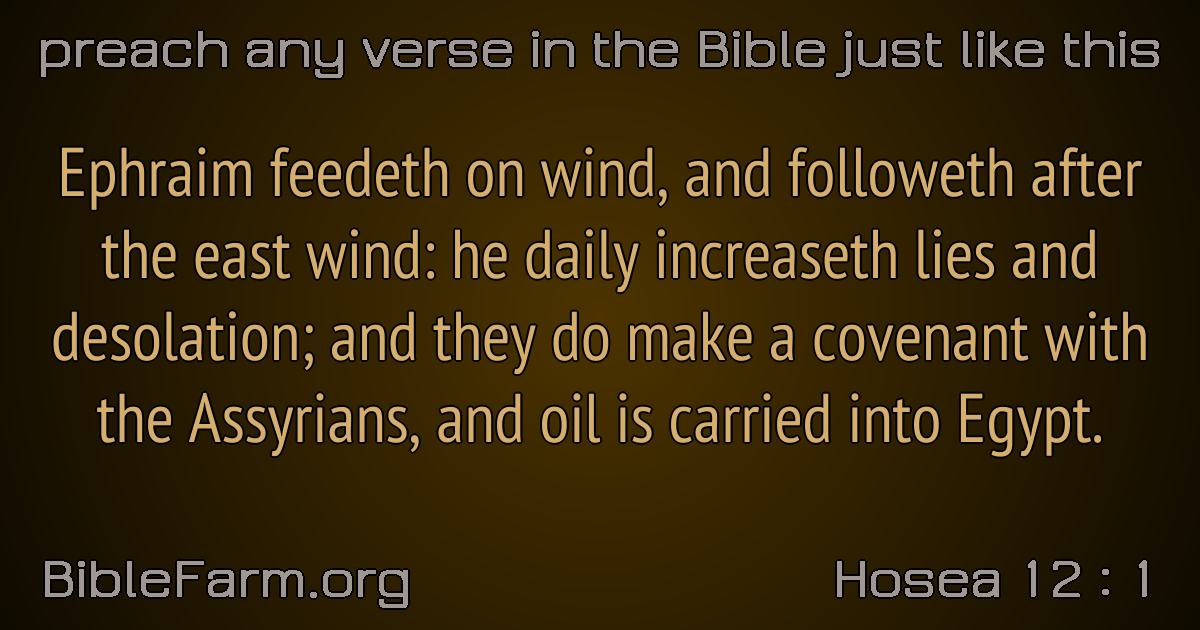 preach any verse in the Bible just like this
Ephraim feedeth on wind, and followeth after
the east wind: he daily increaseth lies and
desolation; and they do make a covenant with
the Assyrians, and oil is carried into Egypt.
BibleFarm.org
Hosea 12 : 1